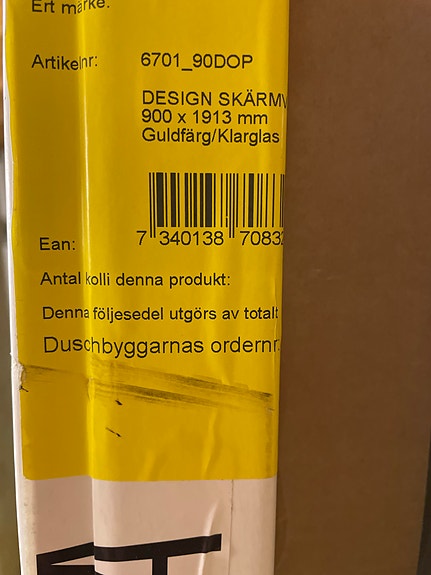 Ert märke:
Artikelnr: 6701_90DOP
DESIGN SKÄRMV
900 x 1913 mm
Guldfärg/Klarglas
Ean: 7 340138 70832
Antal kolli denna produkt:
Denna följesedel utgörs av totalt
Duschbyggarnas ordernr.